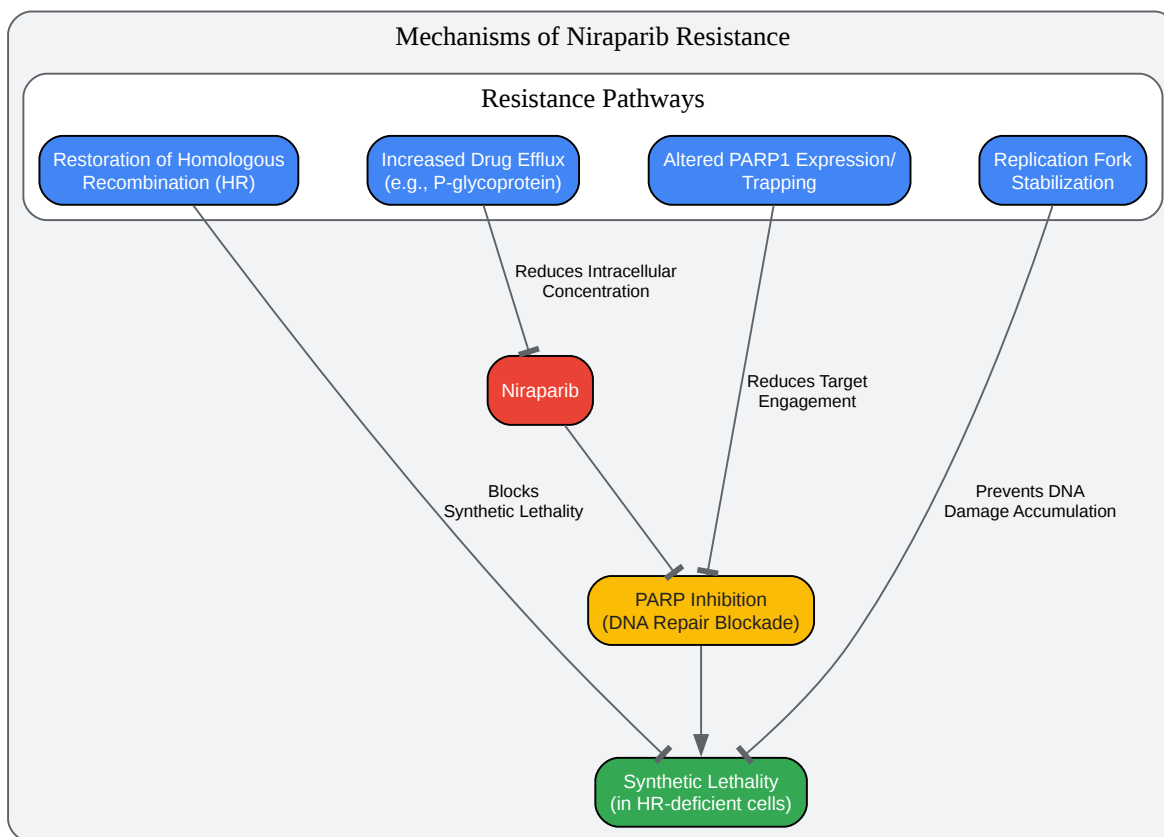 Mechanisms of Niraparib Resistance
Resistance Pathways
Restoration of Homologous
Recombination (HR)
Increased Drug Efflux
(e.g., P-glycoprotein)
Altered PARP1 Expression/
Trapping
Replication Fork
Stabilization
Reduces Intracellular
Concentration
Niraparib
Reduces Target
Engagement
Blocks
Synthetic Lethality
Prevents DNA
Damage Accumulation
PARP Inhibition
(DNA Repair Blockade)
Synthetic Lethality
(in HR-deficient cells)